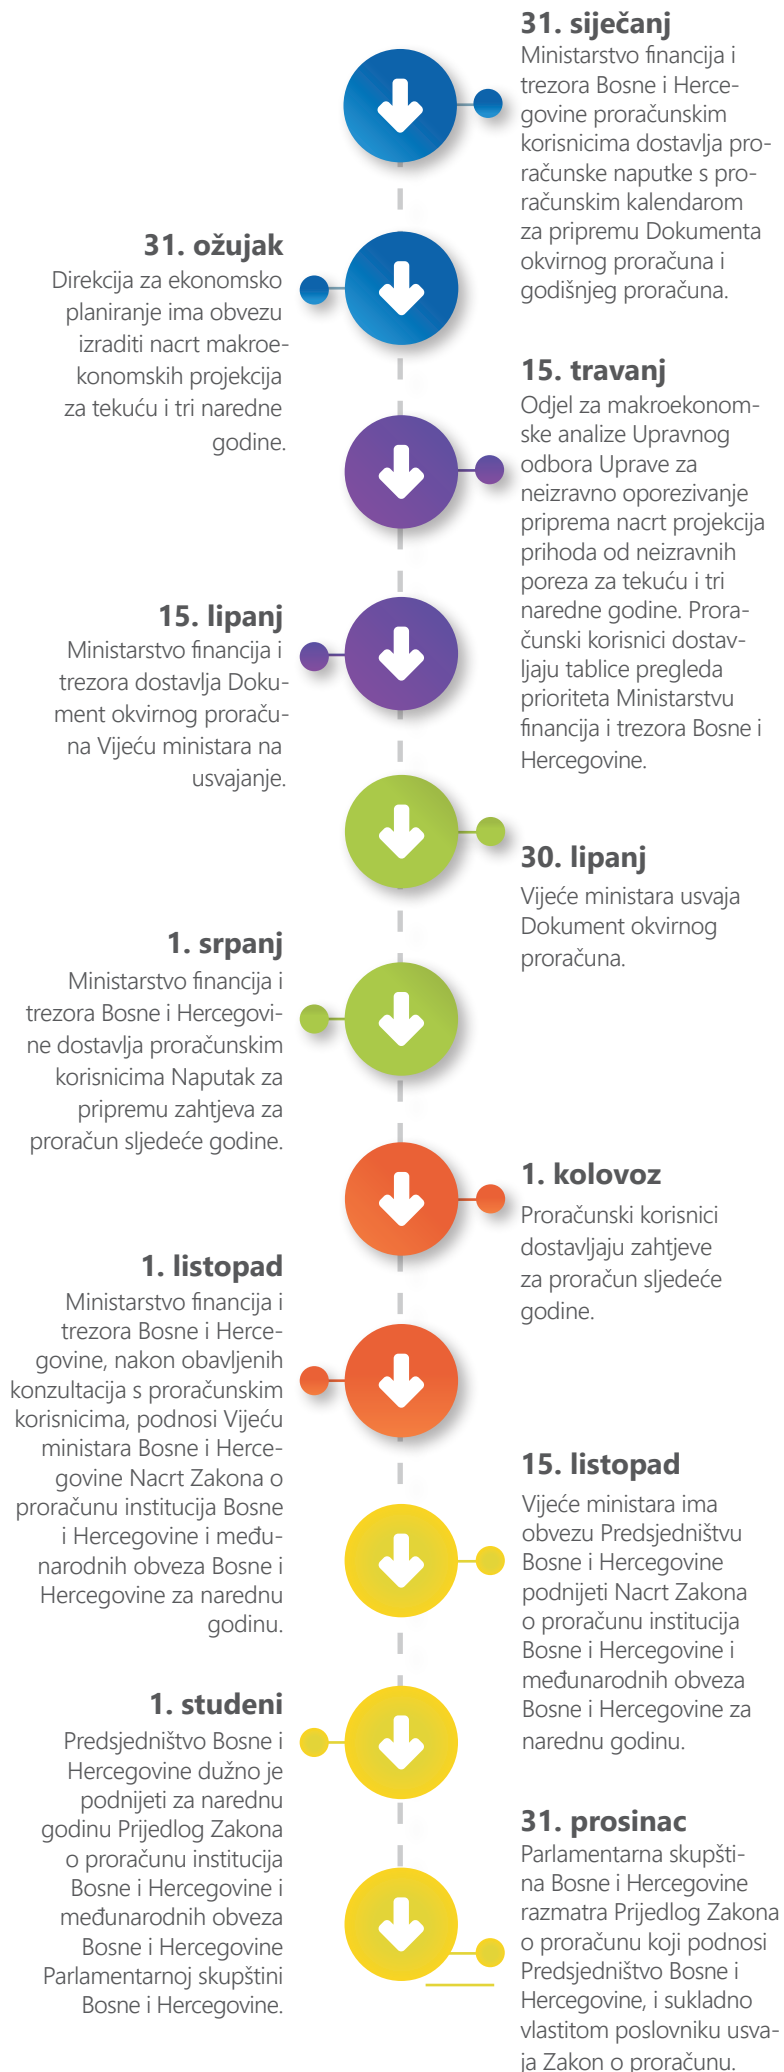 31. siječanj
Ministarstvo financija i
trezora Bosne i Herce-
govine proračunskim
korisnicima dostavlja pro-
računske naputke s pro-
računskim kalendarom
za pripremu Dokumenta
okvirnog proračuna i
godišnjeg proračuna.
31. ožujak
Direkcija za ekonomsko
planiranje ima obvezu
izraditi nacrt makroe-
konomskih projekcija
za tekuću i tri naredne
godine.
15. travanj
Odjel za makroekonom-
ske analize Upravnog
odbora Uprave za
neizravno oporezivanje
priprema nacrt projekcija
prihoda od neizravnih
poreza za tekuću i tri
naredne godine. Prora-
čunski korisnici dostav-
ljaju tablice pregleda
prioriteta Ministarstvu
financija i trezora Bosne i
Hercegovine.
15. lipanj
Ministarstvo financija i
trezora dostavlja Doku-
ment okvirnog proraču-
na Vijeću ministara na
usvajanje.
30. lipanj
Vijeće ministara usvaja
Dokument okvirnog
proračuna.
1. srpanj
Ministarstvo financija i
trezora Bosne i Hercegovi-
ne dostavlja proračunskim
korisnicima Naputak za
pripremu zahtjeva za
proračun sljedeće godine.
1. kolovoz
Proračunski korisnici
dostavljaju zahtjeve
za proračun sljedeće
godine.
1. listopad
Ministarstvo financija i
trezora Bosne i Herce-
govine, nakon obavljenih
konzultacija s proračunskim
korisnicima, podnosi Vijeću
ministara Bosne i Herce-
govine Nacrt Zakona o
proračunu institucija Bosne
i Hercegovine i među-
narodnih obveza Bosne i
Hercegovine za narednu
godinu.
15. listopad
Vijeće ministara ima
obvezu Predsjedništvu
Bosne i Hercegovine
podnijeti Nacrt Zakona
o proračunu institucija
Bosne i Hercegovine i
međunarodnih obveza
Bosne i Hercegovine za
narednu godinu.
1. studeni
Predsjedništvo Bosne i
Hercegovine dužno je
podnijeti za narednu
godinu Prijedlog Zakona
o proračunu institucija
Bosne i Hercegovine i
međunarodnih obveza
Bosne i Hercegovine
Parlamentarnoj skupštini
Bosne i Hercegovine.
31. prosinac
Parlamentarna skupšti-
na Bosne i Hercegovine
razmatra Prijedlog Zakona
o proračunu koji podnosi
Predsjedništvo Bosne i
Hercegovine, i sukladno
vlastitom poslovniku usva-
ja Zakon o proračunu.